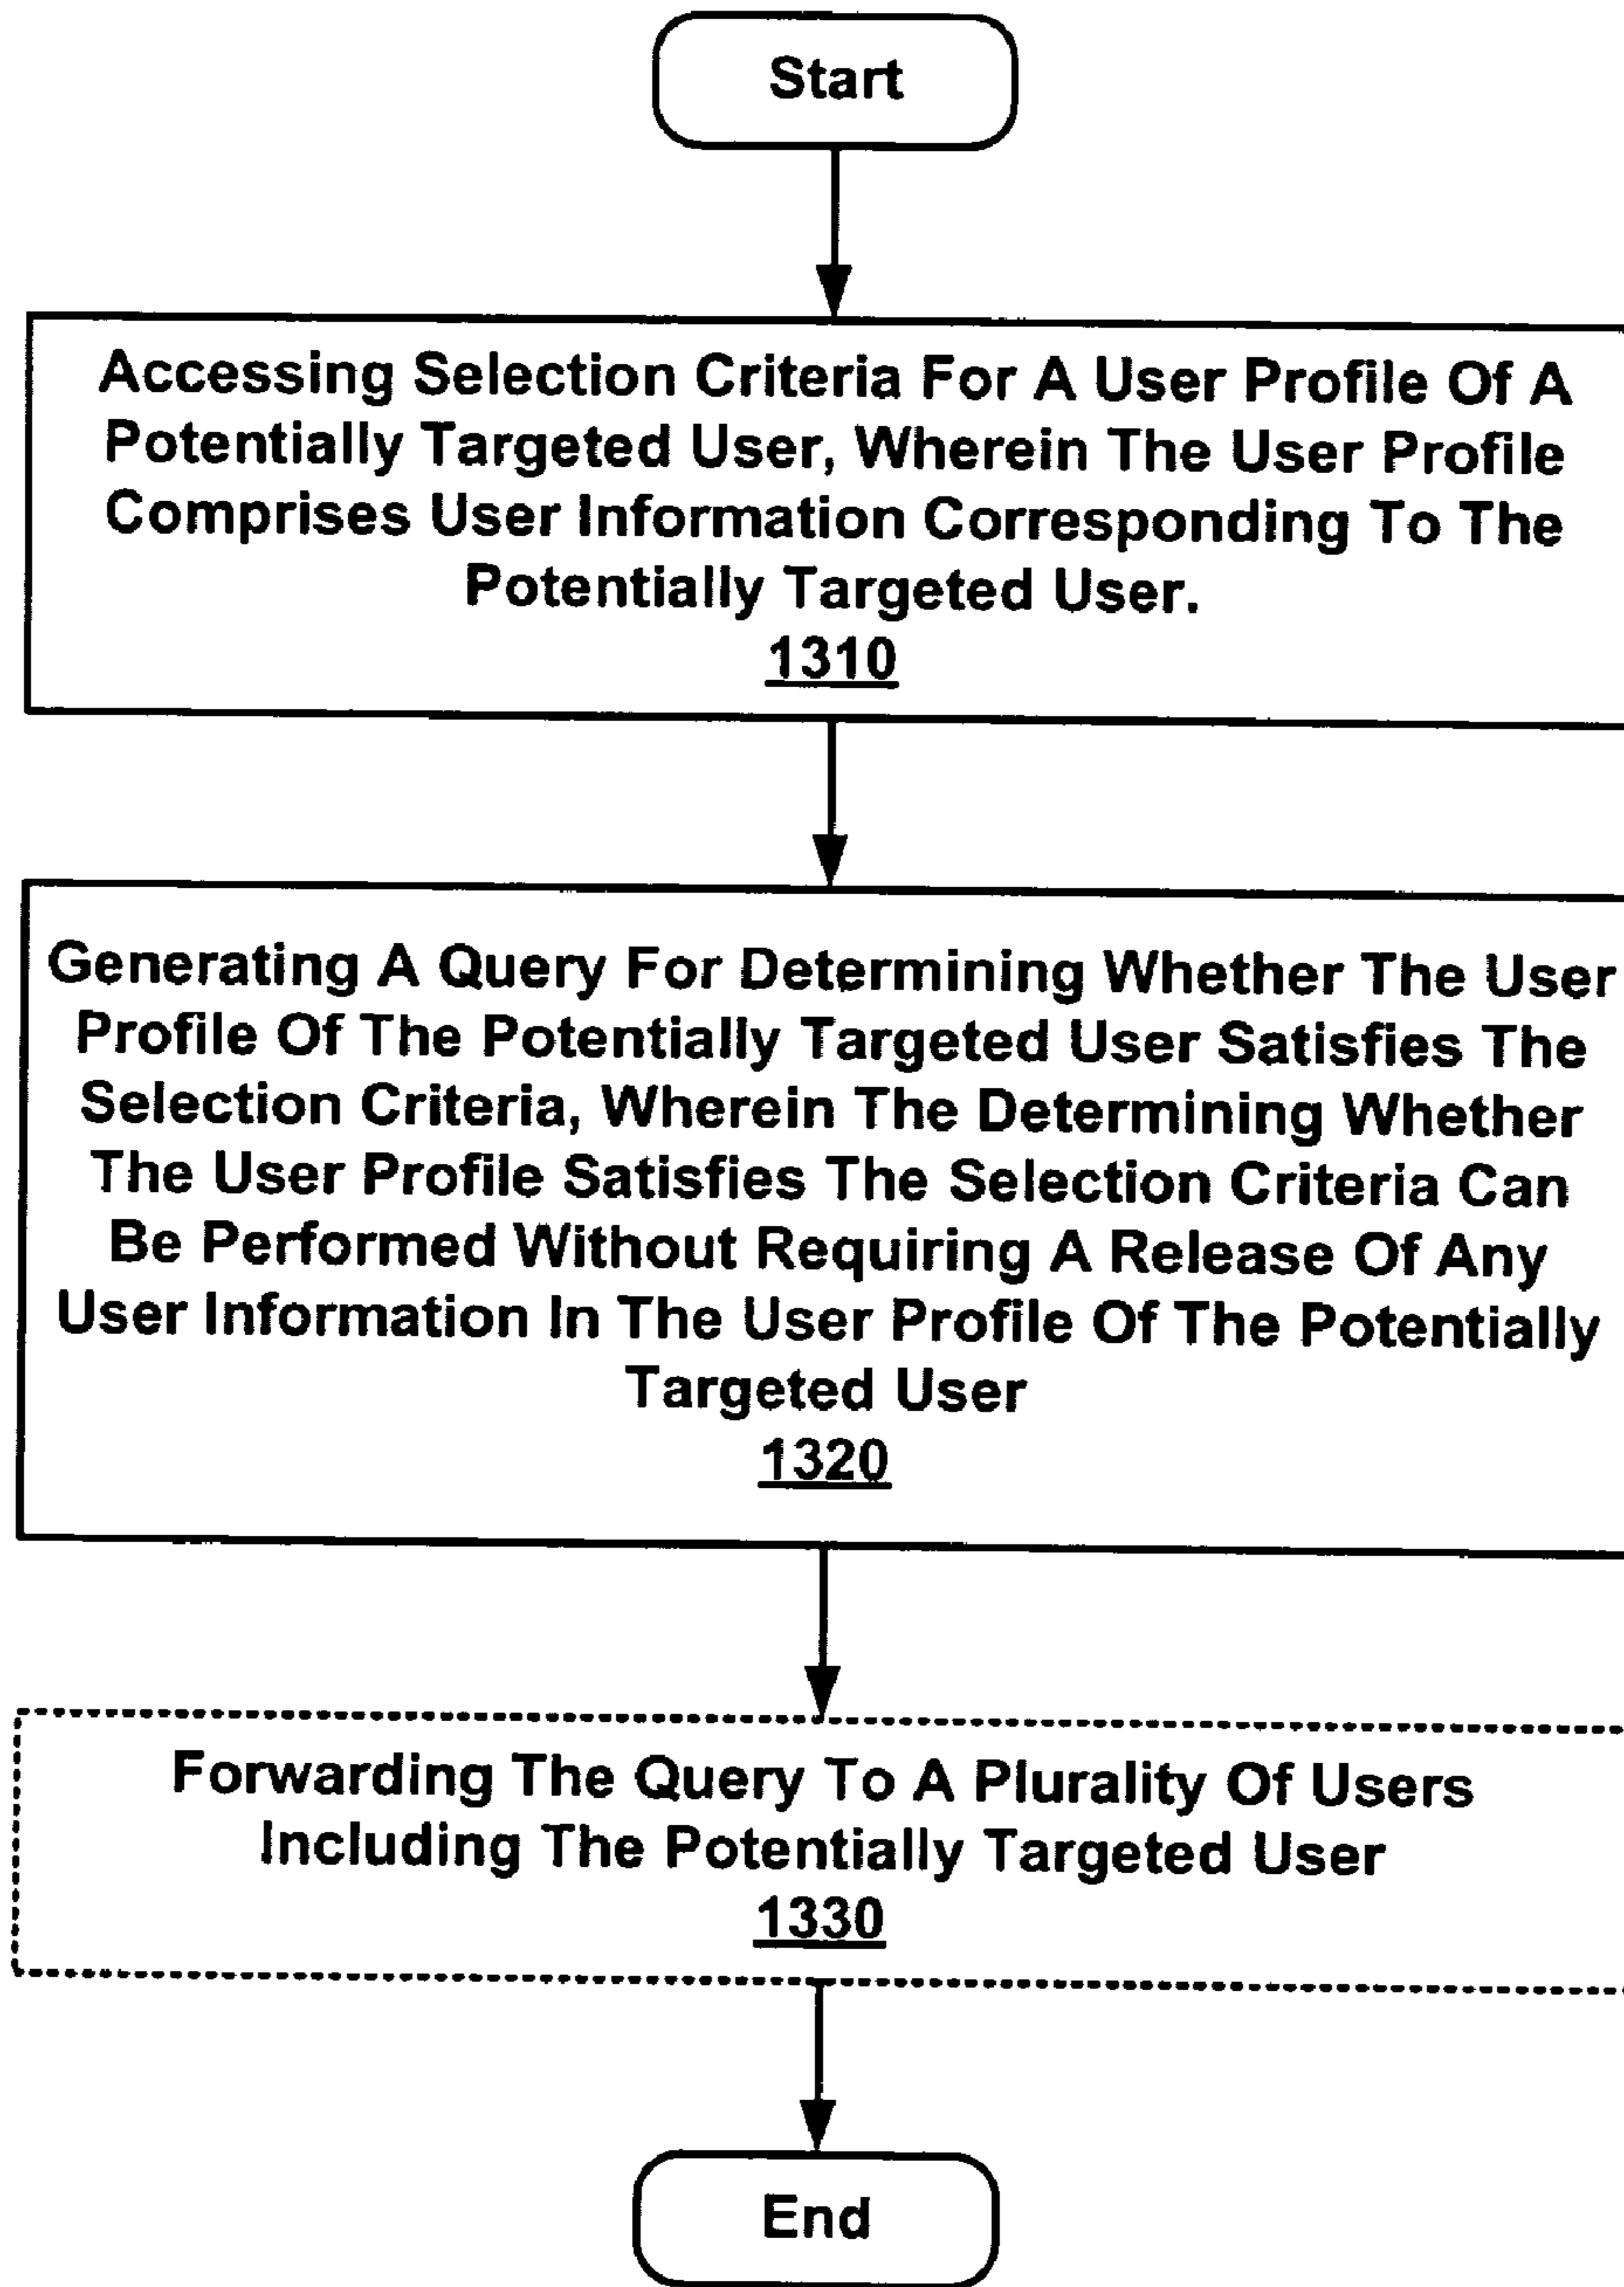 Start
Accessing Selection Criteria For A User Profile Of A
Potentially Targeted User, Wherein The User Profile
Comprises User Information Corresponding To The
Potentially Targeted User.
1310
Generating A Query For Determining Whether The User
Profile Of The Potentially Targeted User Satisfies The
Selection Criteria, Wherein The Determining Whether
The User Profile Satisfies The Selection Criteria Can
Be Performed Without Requiring A Release Of Any
User Information In The User Profile Of The Potentially
Targeted User
1320
Forwarding The Query To A Plurality Of Users
Including The Potentially Targeted User
1330
End